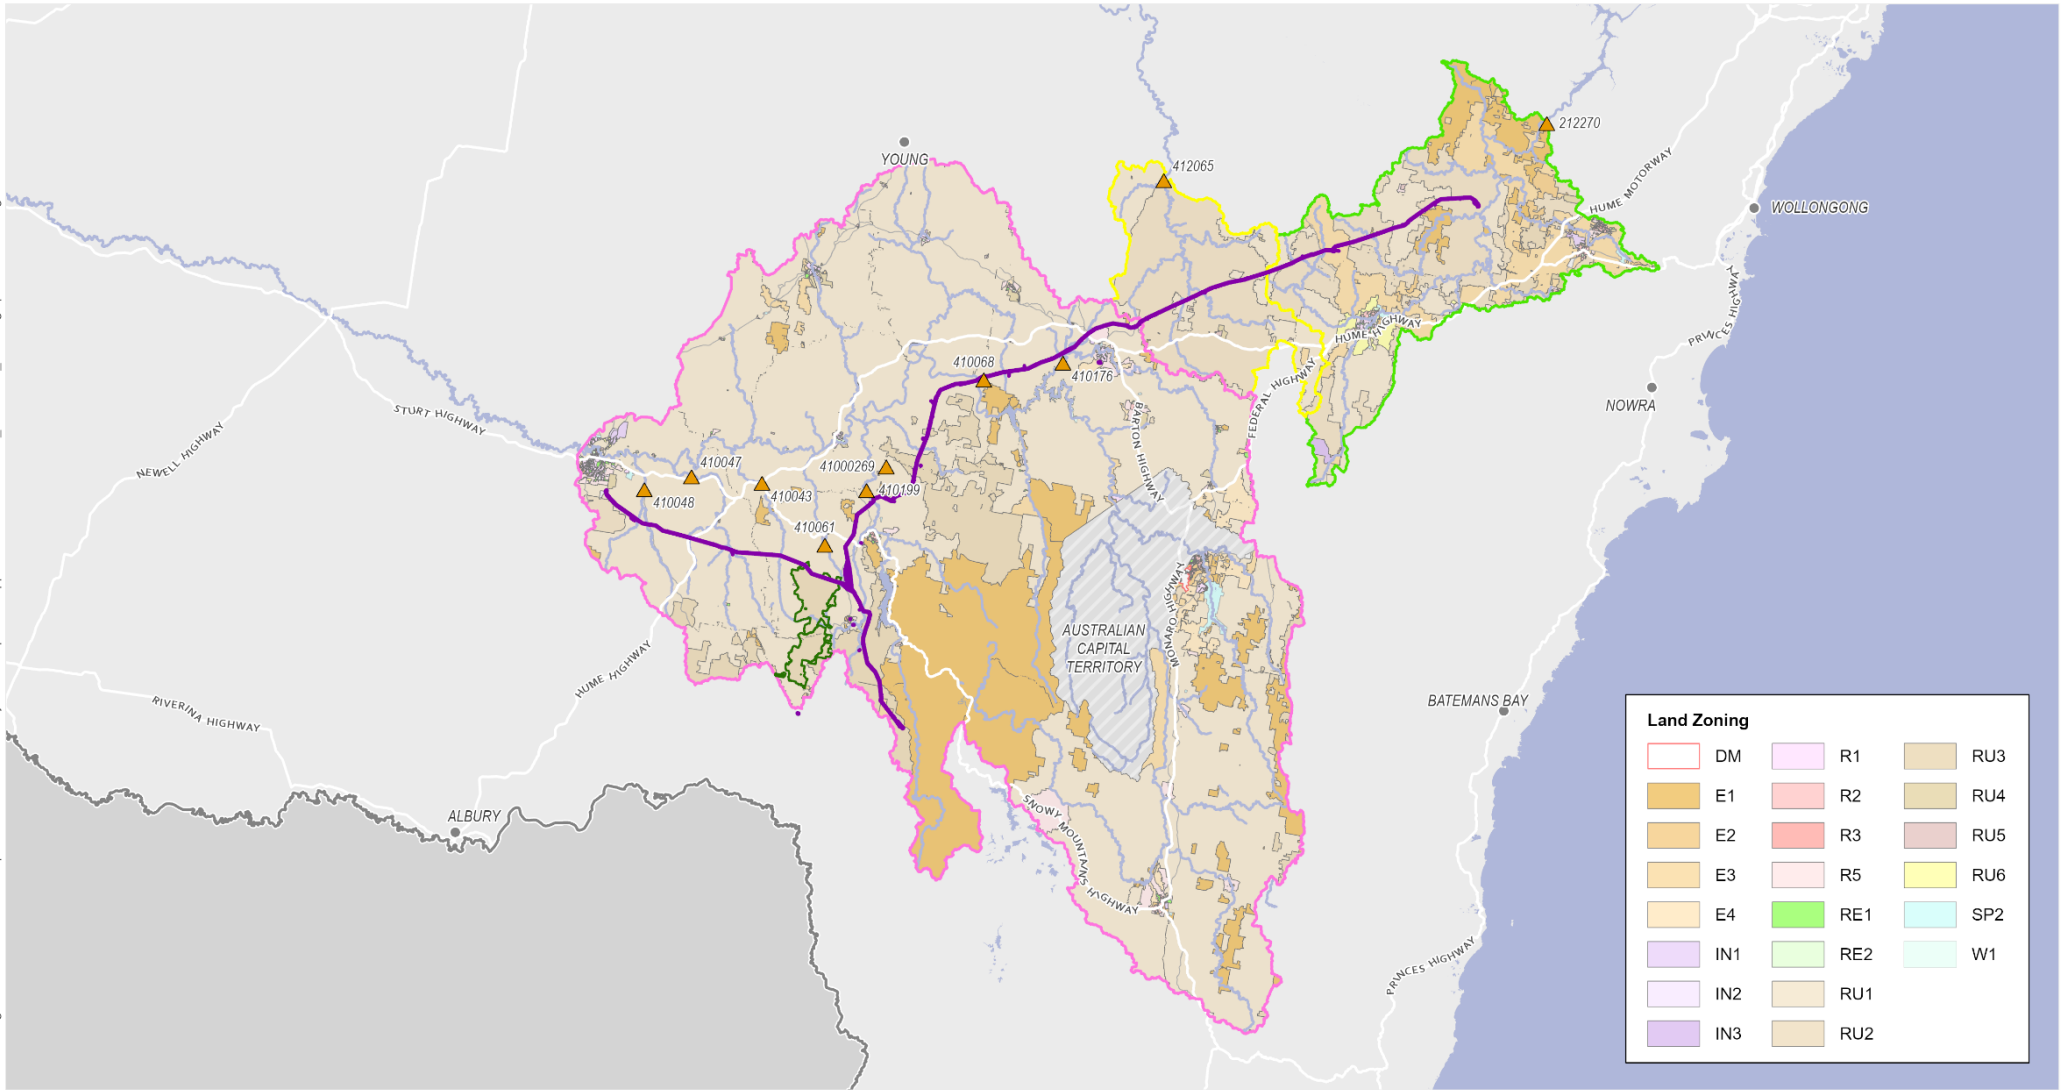 212270
HUME MOTORWAY
YOUNG
412065
WOLLONGONG
PRINCES HIGHWAY
HUME HIGHWAY
410068
410176
FEDERAL HIGHWAY
NOWRA
STURT HIGHWAY
BARTON HIGHWAY
NEWELL HIGHWAY
410047
41000269
410048
410043
410199
410061
AUSTRALIAN
CAPITAL
TERRITORY
MONARO HIGHWAY
HUME HIGHWAY
RIVERINA HIGHWAY
BATEMANS BAY
ALBURY
SNOWY MOUNTAINS HIGHWAY
PRINCES HIGHWAY
Land Zoning
DM
E1
E2
E3
E4
IN1
IN2
IN3
R1
R2
R3
R5
RE1
RE2
RU1
RU2
RU3
RU4
RU5
RU6
SP2
W1